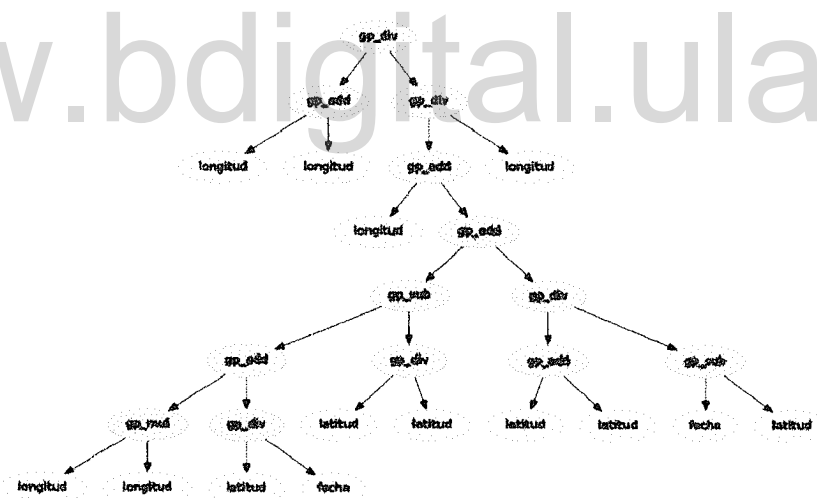 w.bdigital.ula
gp_div
gp_add gp_div
longitud longitud gp_add longitud
longitud gp_add
gp_sub gp_div
gp_add gp_div gp_add gp_sub
gp_mul gp_div latitud latitud latitud latitud fecha latitud
longitud longitud latitud fecha